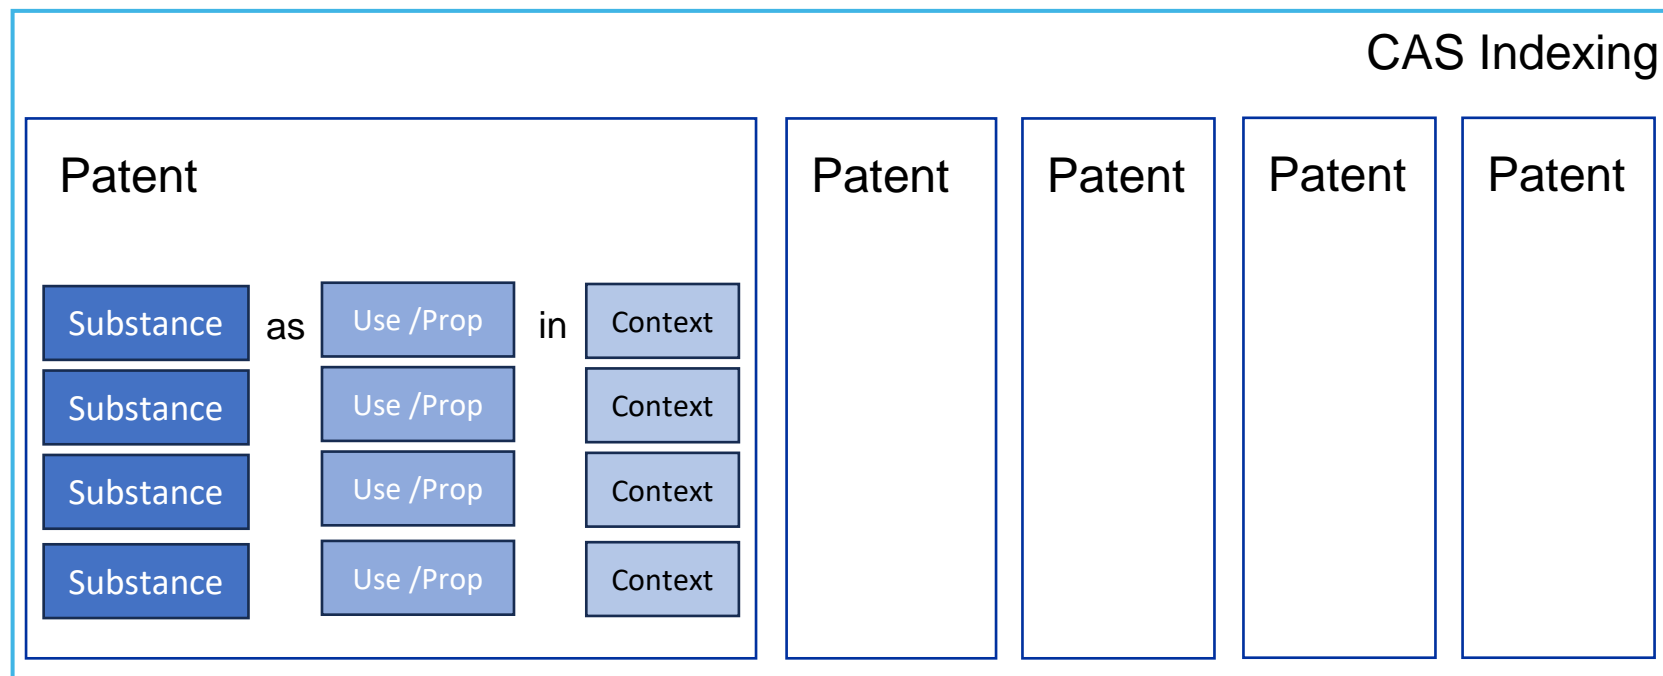 CAS Indexing
Patent Patent Patent Patent Patent
Substance as Use /Prop in Context
Substance Use /Prop Context
Substance Use /Prop Context
Substance Use /Prop Context